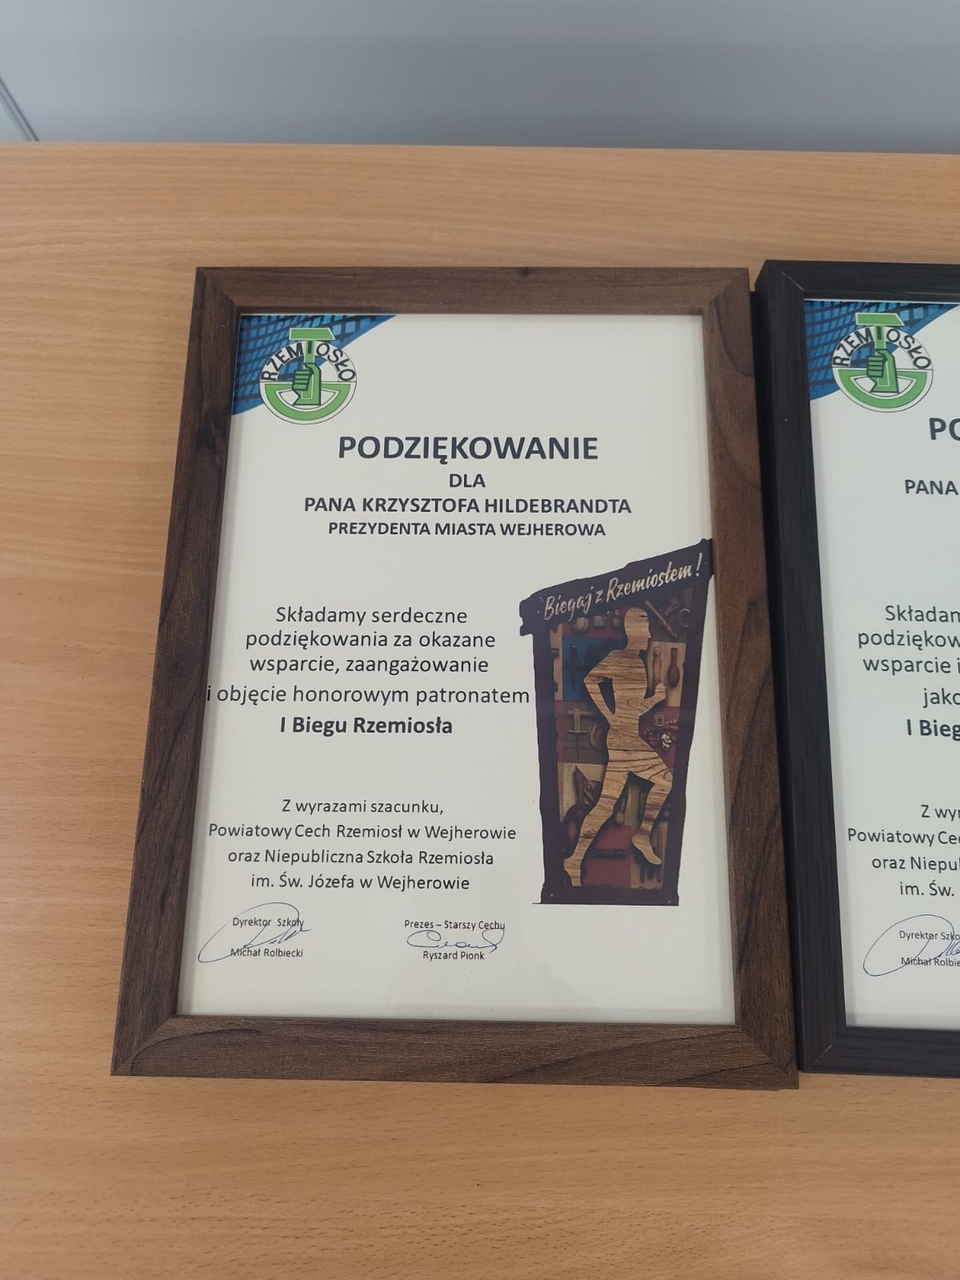 RZEMIOSŁO
PODZIĘKOWANIE
DLA
PANA KRZYSZTOFA HILDEBRANDTA
PREZYDENTA MIASTA WEJHEROWA
Biegaj z Rzemiosłem!
Składamy serdeczne
podziękowania za okazane
wsparcie, zaangażowanie
i objęcie honorowym patronatem
I Biegu Rzemiosła
Z wyrazami szacunku,
Powiatowy Cech Rzemiosł w Wejherowie
oraz Niepubliczna Szkoła Rzemiosła
im. Św. Józefa w Wejherowie
Dyrektor Szkoły
Michał Rolbiecki
Prezes – Starszy Cechu
Ryszard Pionk
RZEMIOSŁO
PO
PANA
Składam
podziękow
wsparcie i
jako
I Bieg
Z wyr
Powiatowy Cec
oraz Niepubl
im. Św.
Dyrektor Szko
Michał Rolbie